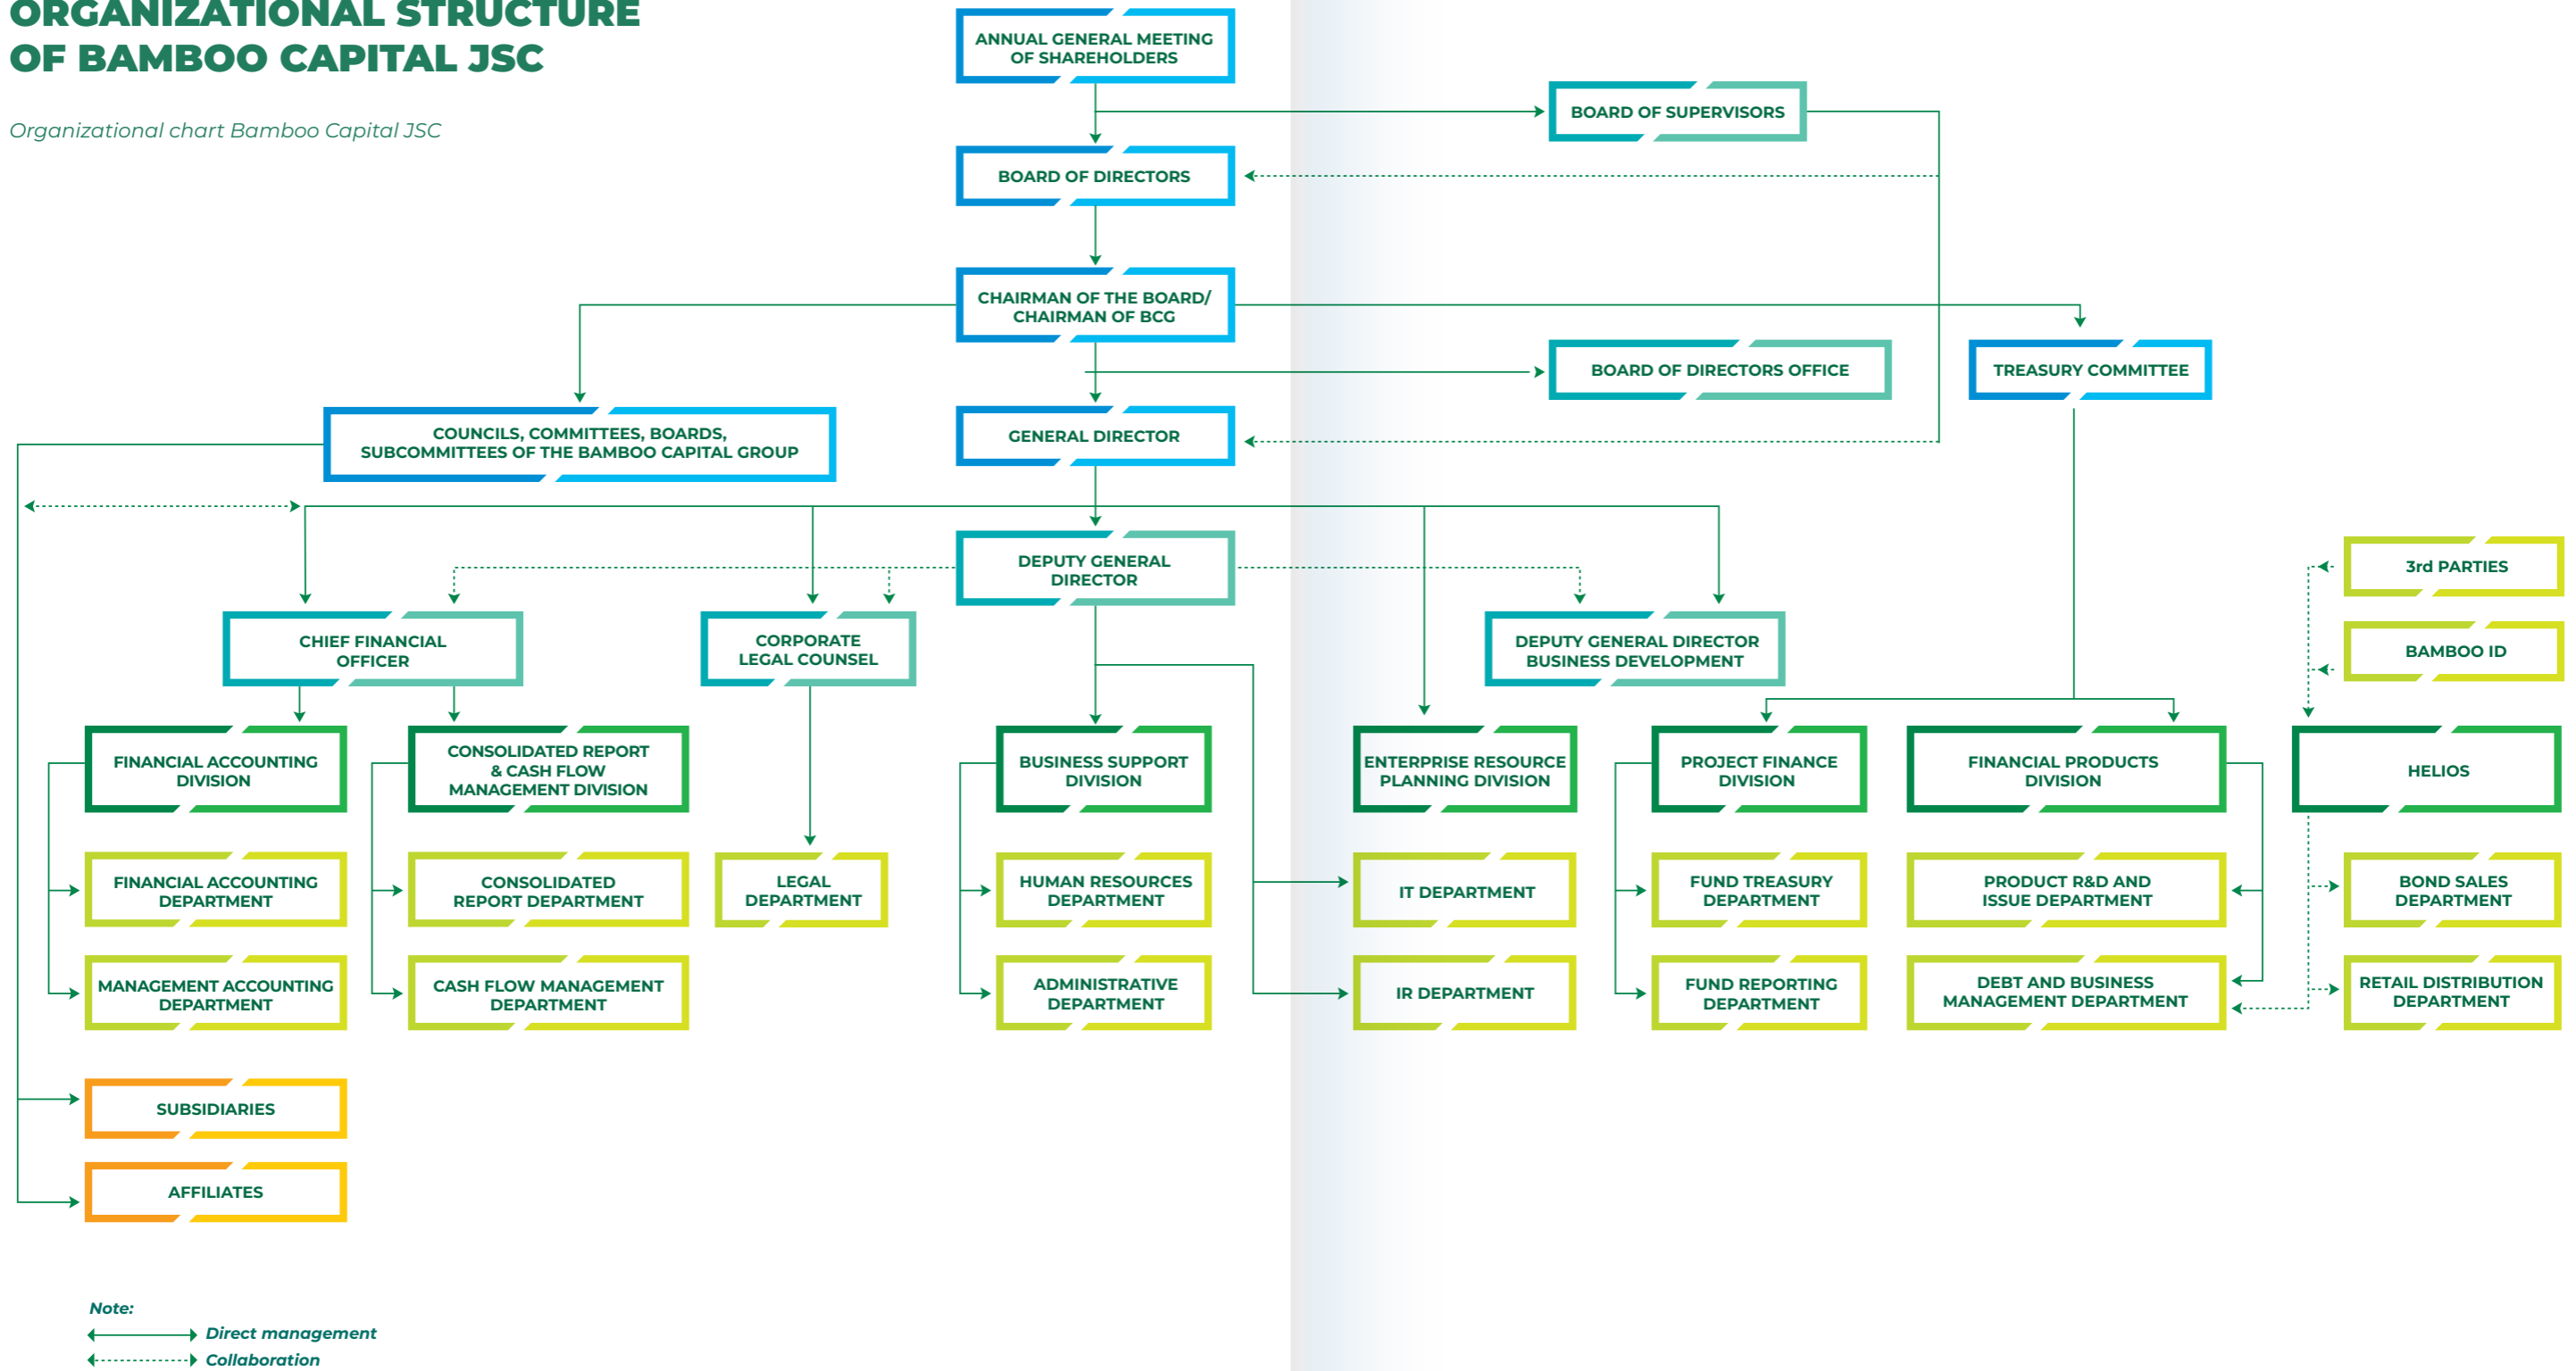 ORGANIZATIONAL STRUCTURE
OF BAMBOO CAPITAL JSC
Organizational chart Bamboo Capital JSC
ANNUAL GENERAL MEETING
OF SHAREHOLDERS
BOARD OF SUPERVISORS
BOARD OF DIRECTORS
CHAIRMAN OF THE BOARD/
CHAIRMAN OF BCG
BOARD OF DIRECTORS OFFICE
TREASURY COMMITTEE
COUNCILS, COMMITTEES, BOARDS,
SUBCOMMITTEES OF THE BAMBOO CAPITAL GROUP
GENERAL DIRECTOR
DEPUTY GENERAL
DIRECTOR
3rd PARTIES
CHIEF FINANCIAL
OFFICER
CORPORATE
LEGAL COUNSEL
DEPUTY GENERAL DIRECTOR
BUSINESS DEVELOPMENT
BAMBOO ID
FINANCIAL ACCOUNTING
DIVISION
CONSOLIDATED REPORT
& CASH FLOW
MANAGEMENT DIVISION
BUSINESS SUPPORT
DIVISION
ENTERPRISE RESOURCE
PLANNING DIVISION
PROJECT FINANCE
DIVISION
FINANCIAL PRODUCTS
DIVISION
HELIOS
FINANCIAL ACCOUNTING
DEPARTMENT
CONSOLIDATED
REPORT DEPARTMENT
LEGAL
DEPARTMENT
HUMAN RESOURCES
DEPARTMENT
IT DEPARTMENT
FUND TREASURY
DEPARTMENT
PRODUCT R&D AND
ISSUE DEPARTMENT
BOND SALES
DEPARTMENT
MANAGEMENT ACCOUNTING
DEPARTMENT
CASH FLOW MANAGEMENT
DEPARTMENT
ADMINISTRATIVE
DEPARTMENT
IR DEPARTMENT
FUND REPORTING
DEPARTMENT
DEBT AND BUSINESS
MANAGEMENT DEPARTMENT
RETAIL DISTRIBUTION
DEPARTMENT
SUBSIDIARIES
AFFILIATES
Note:
Direct management
Collaboration